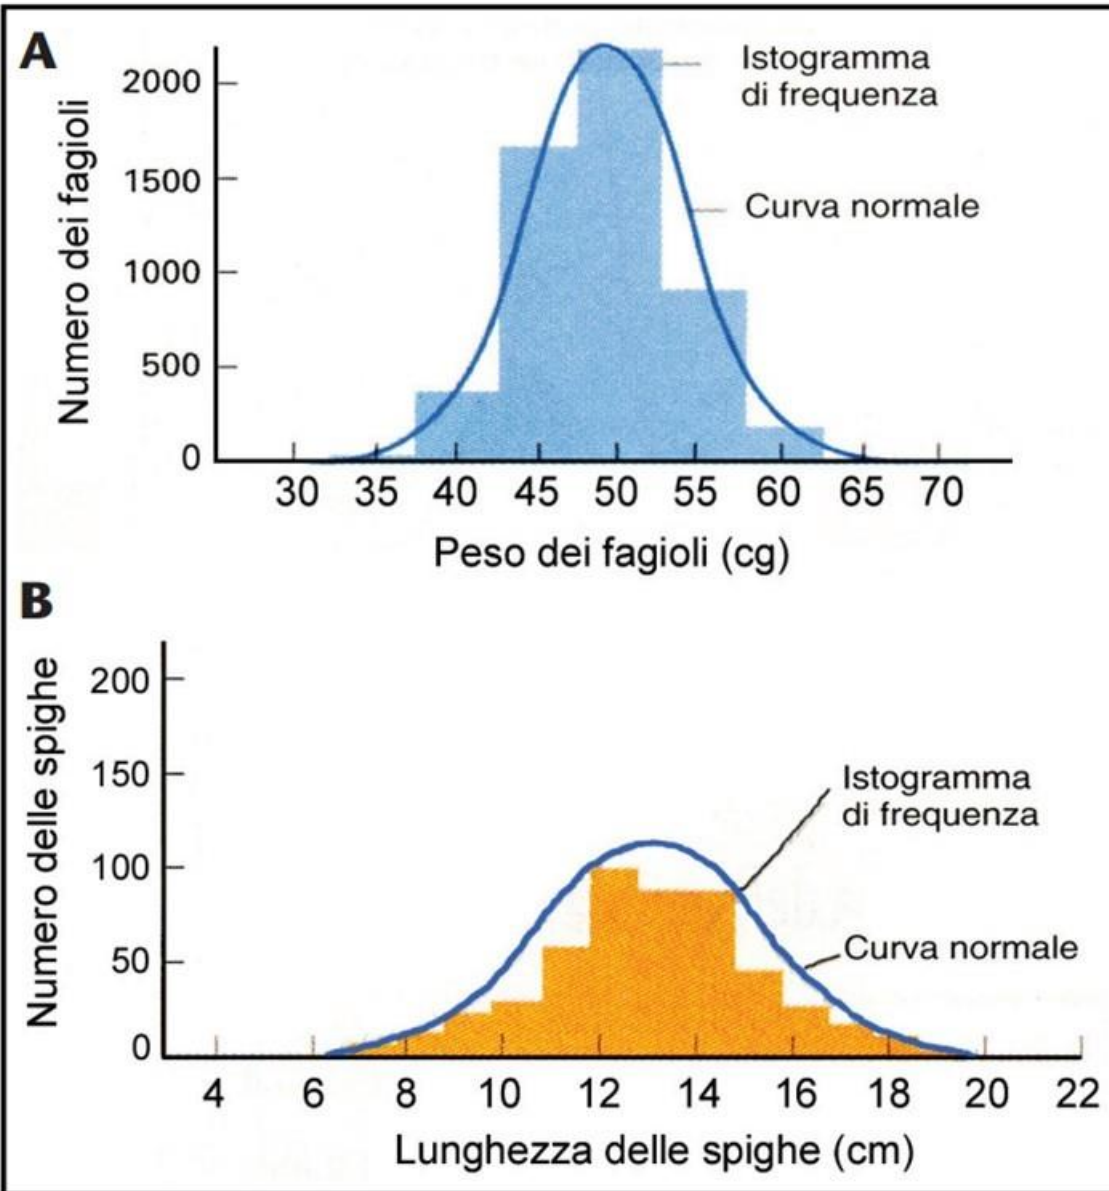 A
Numero dei fagioli
2000
1500
1000
500
0
Istogramma
di frequenza
Curva normale
30 35 40 45 50 55 60 65 70
Peso dei fagioli (cg)
B
Numero delle spighe
200
150
100
50
0
Istogramma
di frequenza
Curva normale
4 6 8 10 12 14 16 18 20 22
Lunghezza delle spighe (cm)